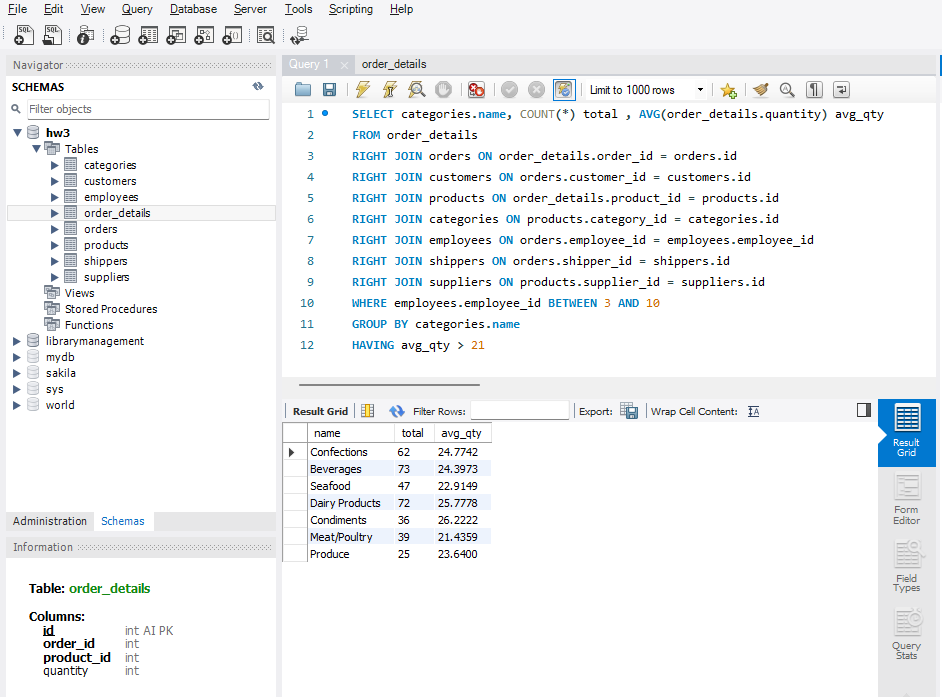 File Edit View Query Database Server Tools Scripting Help
Navigator
SCHEMAS
Filter objects
hw3
Tables
categories
customers
employees
order_details
orders
products
shippers
suppliers
Views
Stored Procedures
Functions
librarymanagement
mydb
sakila
sys
world
Administration Schemas
Information
Table: order_details
Columns:
id int AI PK
order_id int
product_id int
quantity int
Query 1 order_details
Limit to 1000 rows
1 SELECT categories.name, COUNT(*) total , AVG(order_details.quantity) avg_qty
2 FROM order_details
3 RIGHT JOIN orders ON order_details.order_id = orders.id
4 RIGHT JOIN customers ON orders.customer_id = customers.id
5 RIGHT JOIN products ON order_details.product_id = products.id
6 RIGHT JOIN categories ON products.category_id = categories.id
7 RIGHT JOIN employees ON orders.employee_id = employees.employee_id
8 RIGHT JOIN shippers ON orders.shipper_id = shippers.id
9 RIGHT JOIN suppliers ON products.supplier_id = suppliers.id
10 WHERE employees.employee_id BETWEEN 3 AND 10
11 GROUP BY categories.name
12 HAVING avg_qty > 21
Result Grid Filter Rows: Export: Wrap Cell Content:
name total avg_qty
Confections 62 24.7742
Beverages 73 24.3973
Seafood 47 22.9149
Dairy Products 72 25.7778
Condiments 36 26.2222
Meat/Poultry 39 21.4359
Produce 25 23.6400
Result
Grid
Form
Editor
Field
Types
Query
Stats